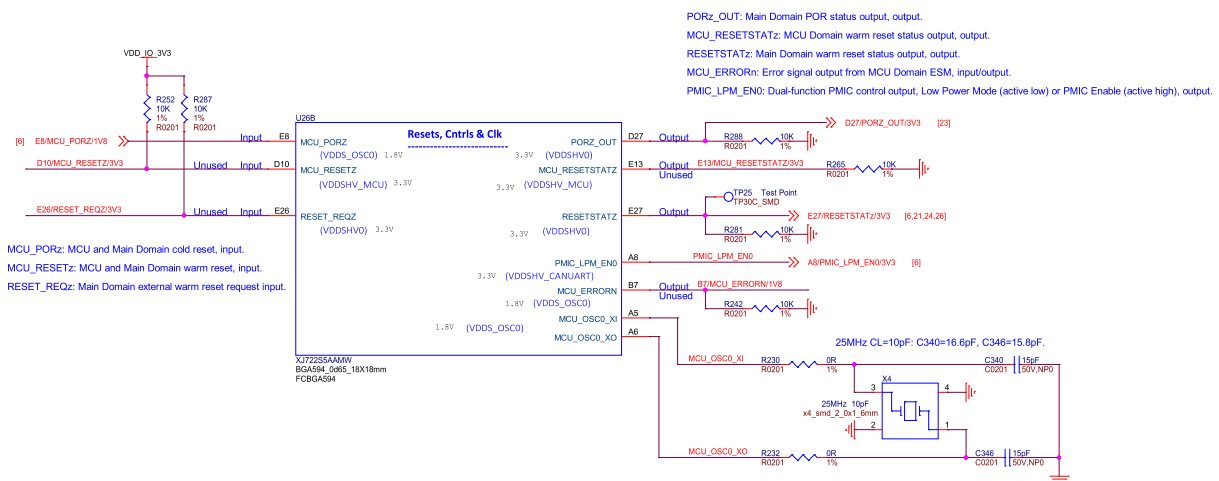 PORz_OUT: Main Domain POR status output, output.
MCU_RESETSTATz: MCU Domain warm reset status output, output.
RESETSTATz: Main Domain warm reset status output, output.
MCU_ERRORn: Error signal output from MCU Domain ESM, input/output.
PMIC_LPM_EN0: Dual-function PMIC control output, Low Power Mode (active low) or PMIC Enable (active high), output.
VDD_IO_3V3
R252
10K
1%
R0201
R287
10K
1%
R0201
[6] E8/MCU_PORZ/1V8
Input
E8
D10/MCU_RESETZ/3V3
Unused
Input
D10
E26/RESET_REQZ/3V3
Unused
Input
E26
MCU_PORz: MCU and Main Domain cold reset, input.
MCU_RESETz: MCU and Main Domain warm reset, input.
RESET_REQz: Main Domain external warm reset request input.
U26B
Resets, Cntrls & Clk
MCU_PORZ
(VDDS_OSC0) 1.8V
MCU_RESETZ
(VDDSHV_MCU) 3.3V
RESET_REQZ
(VDDSHV0) 3.3V
PORZ_OUT
3.3V (VDDSHV0)
MCU_RESETSTATZ
3.3V (VDDSHV_MCU)
RESETSTATZ
3.3V (VDDSHV0)
PMIC_LPM_EN0
3.3V (VDDSHV_CANUART)
MCU_ERRORN
1.8V (VDDS_OSC0)
MCU_OSC0_XI
1.8V (VDDS_OSC0)
MCU_OSC0_XO
XJ722S5AAMW
BGA594_0d65_18X18mm
FCBGA594
D27
Output
D27/PORZ_OUT/3V3 [23]
R288
R0201
10K
1%
E13
Output
Unused
E13/MCU_RESETSTATZ/3V3
R265
R0201
10K
1%
TP25 Test Point
TP30C_SMD
E27
Output
E27/RESETSTATz/3V3 [6,21,24,26]
R281
R0201
10K
1%
A8
PMIC_LPM_EN0
A8/PMIC_LPM_EN0/3V3 [6]
B7
Output
Unused
B7/MCU_ERRORN/1V8
R242
R0201
10K
1%
A5
A6
25MHz CL=10pF: C340=16.6pF, C346=15.8pF.
MCU_OSC0_XI
R230
R0201
0R
1%
C340
C0201
15pF
50V,NP0
X4
3
4
25MHz 10pF
x4_smd_2_0x1_6mm
2
1
MCU_OSC0_XO
R232
R0201
0R
1%
C346
C0201
15pF
50V,NP0